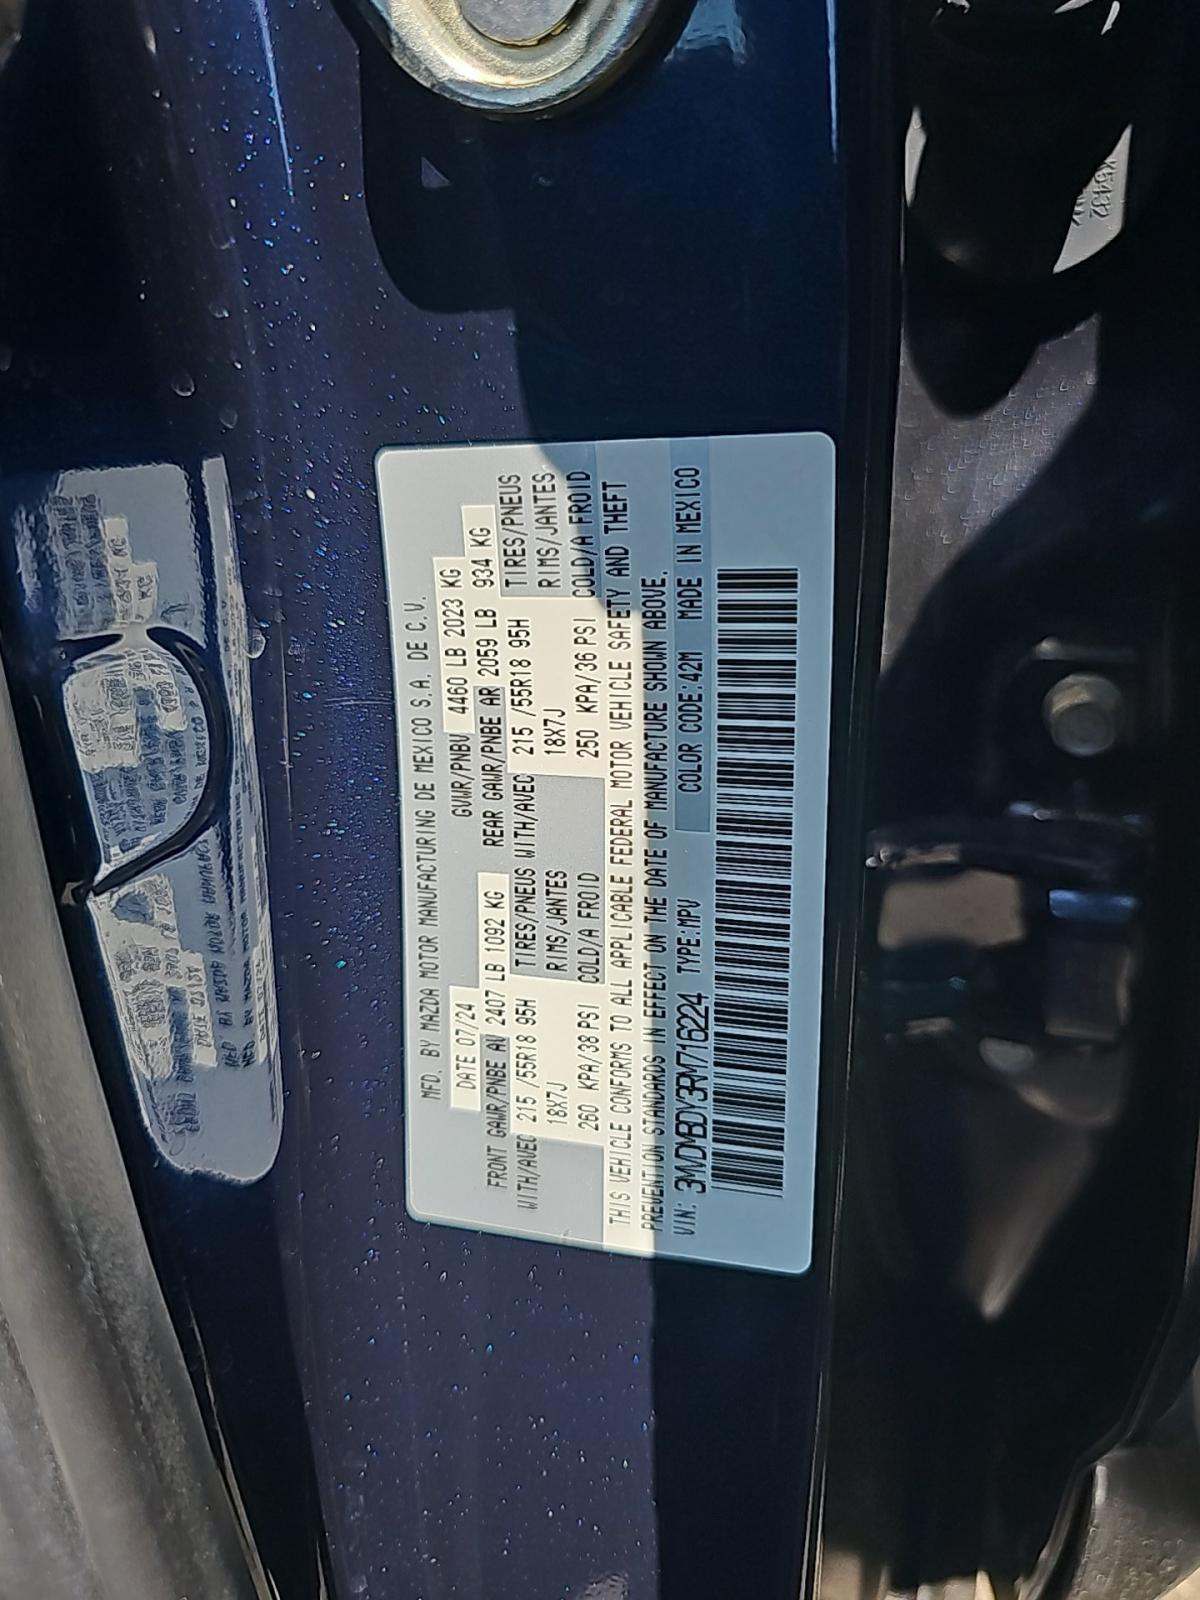 MFD. BY MAZDA MOTOR MANUFACTURING DE MEXICO S.A. DE C.V.
DATE 07/24 GVWR/PNBV 4460 LB 2023 KG
FRONT GAWR/PNBE AV 2407 LB 1092 KG REAR GAWR/PNBE AR 2059 LB 934 KG
WITH/AVEC 215 /55R18 95H TIRES/PNEUS WITH/AVEC 215 /55R18 95H TIRES/PNEUS
18X7J RIMS/JANTES 18X7J RIMS/JANTES
260 KPA/38 PSI COLD/A FROID 250 KPA/36 PSI COLD/A FROID
THIS VEHICLE CONFORMS TO ALL APPLICABLE FEDERAL MOTOR VEHICLE SAFETY AND THEFT
PREVENTION STANDARDS IN EFFECT ON THE DATE OF MANUFACTURE SHOWN ABOVE.
VIN: 3MVDMBDY3RM716224 TYPE:MPV COLOR CODE:42M MADE IN MEXICO
K5432